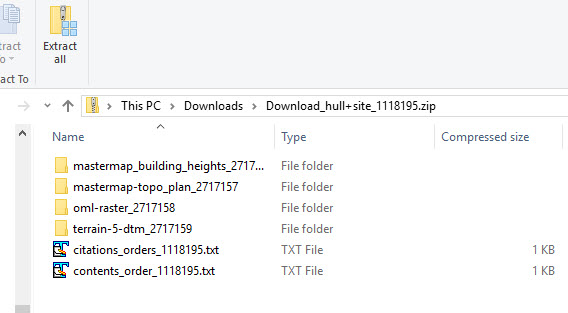 xtract
Extract
To
all
act To
This PC
Downloads
Download_hull+site_1118195.zip
Name
Type
Compressed size
mastermap_building_heights_2717...
File folder
mastermap-topo_plan_2717157
File folder
oml-raster_2717158
File folder
terrain-5-dtm_2717159
File folder
citations_orders_1118195.txt
TXT File
1 KB
contents_order_1118195.txt
TXT File
1 KB